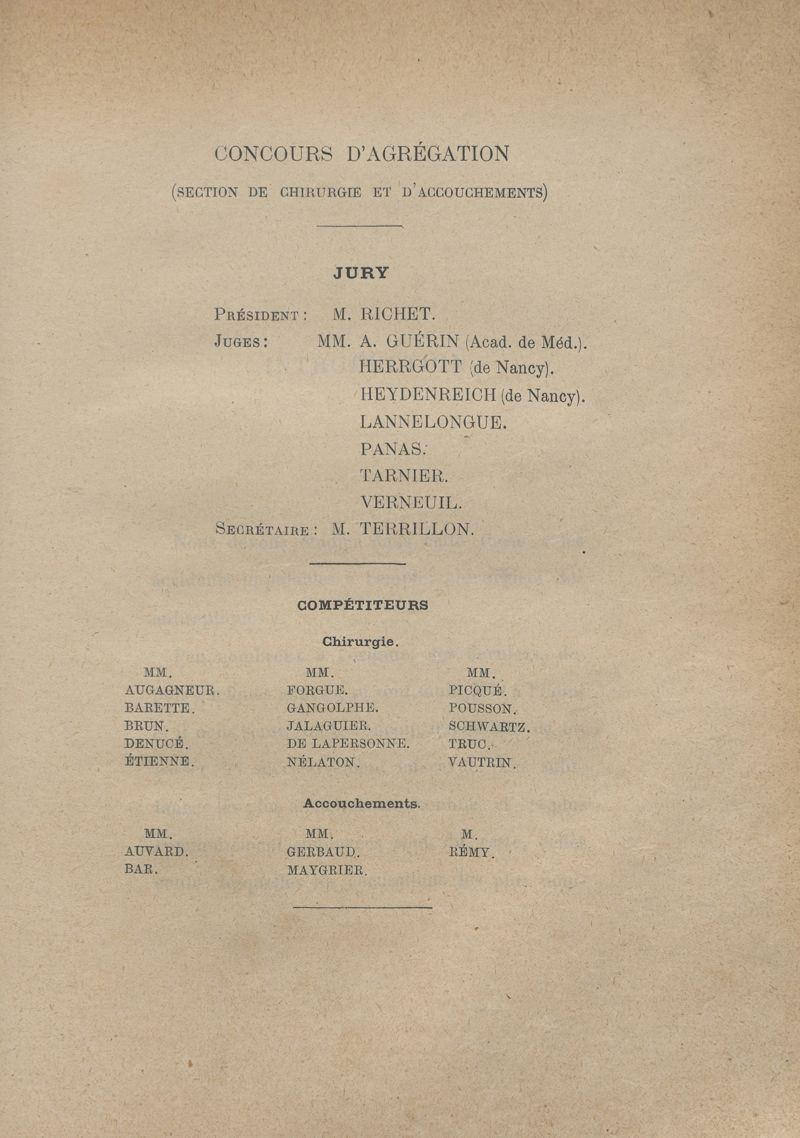 CONCOURS D'AGRÉGATION
(SECTION DE CHIRURGIE ET D'ACCOUCHEMENTS)
JURY
PRÉSIDENT: M. RICHET.
JUGES: MM. A. GUÉRIN (Acad. de Méd.).
HERRGOTT (de Nancy).
HEYDENREICH (de Nancy).
LANNELONGUE.
PANAS.
TARNIER.
VERNEUIL.
SECRÉTAIRE: M. TERRILLON.
COMPÉTITEURS
Chirurgie.
MM. MM. MM.
AUGAGNEUR. FORGUE. PICQUÉ.
BARETTE. GANGOLPHE. POUSSON.
BRUN. JALAGUIER. SCHWARTZ.
DENUCÉ. DE LAPERSONNE. TRUC.
ÉTIENNE. NÉLATON. VAUTRIN.
Accouchements.
MM. MM. M.
AUVARD. GERBAUD. RÉMY.
BAR. MAYGRIER.